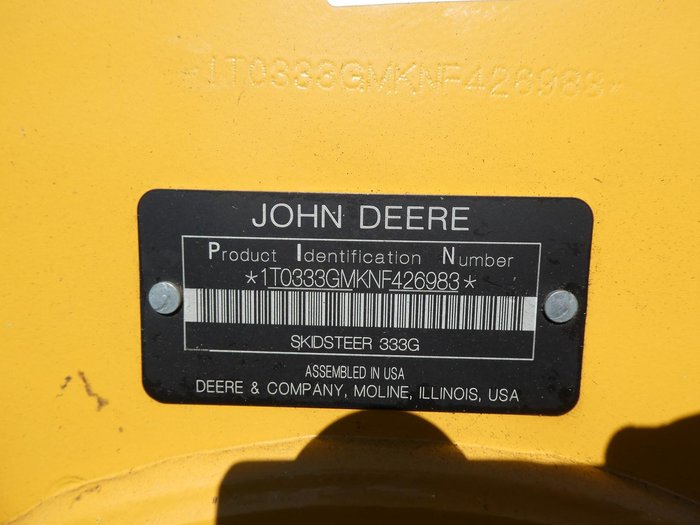 *1T0333GMKNF426983*
JOHN DEERE
Product Identification Number
*1T0333GMKNF426983*
SKIDSTEER 333G
ASSEMBLED IN USA
DEERE & COMPANY, MOLINE, ILLINOIS, USA